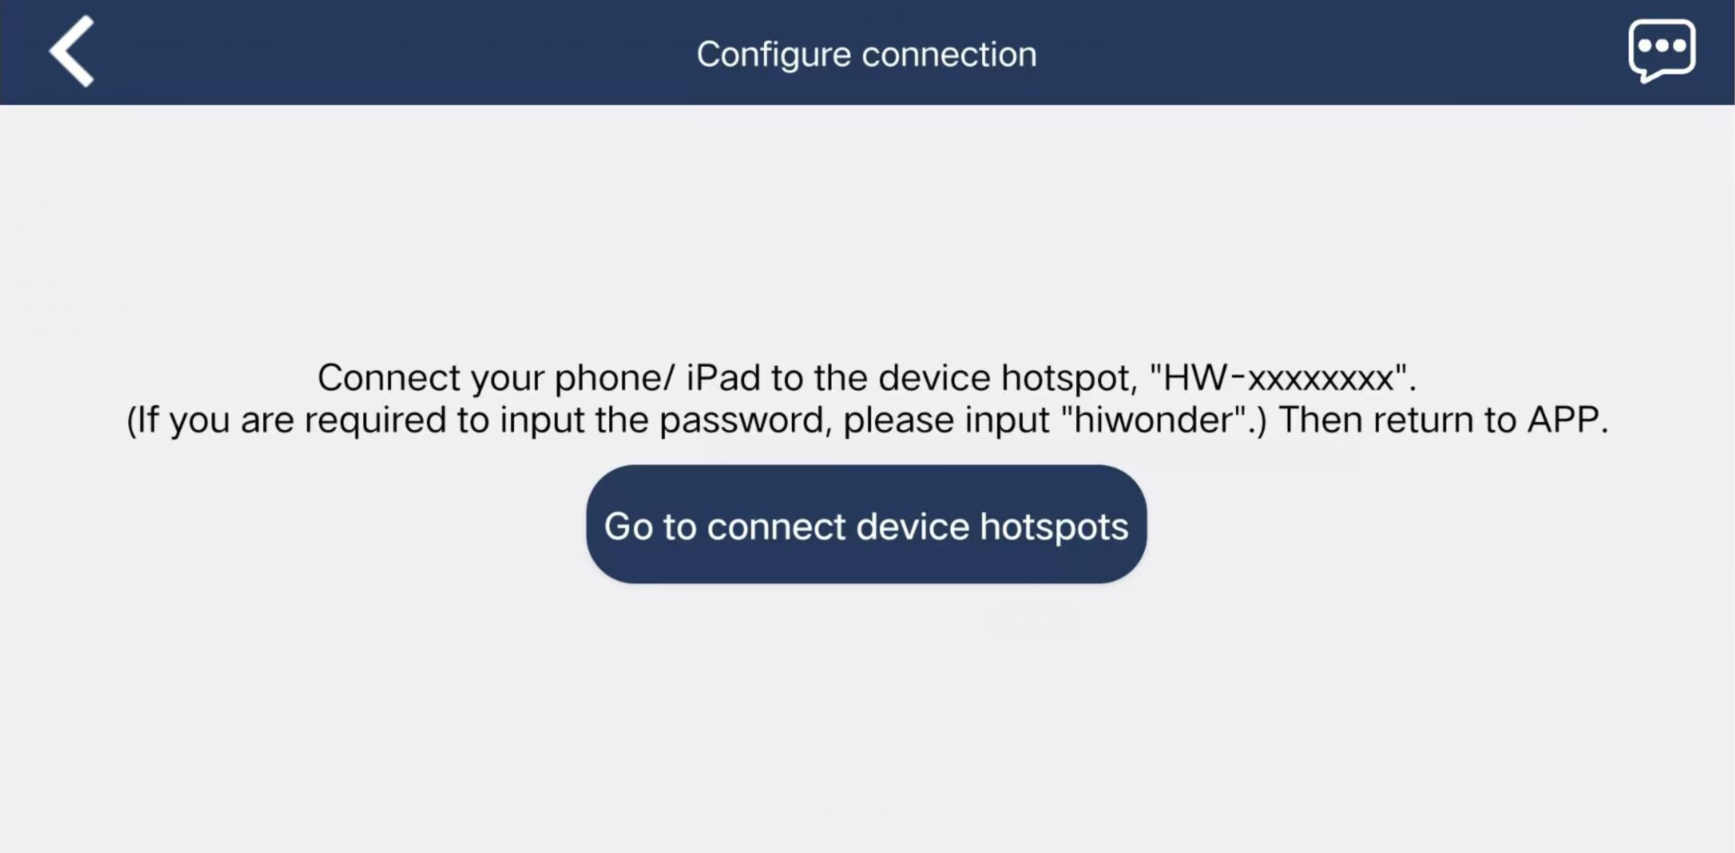 Configure connection
Connect your phone/ iPad to the device hotspot, "HW-xxxxxxxx".
(If you are required to input the password, please input "hiwonder".) Then return to APP.
Go to connect device hotspots